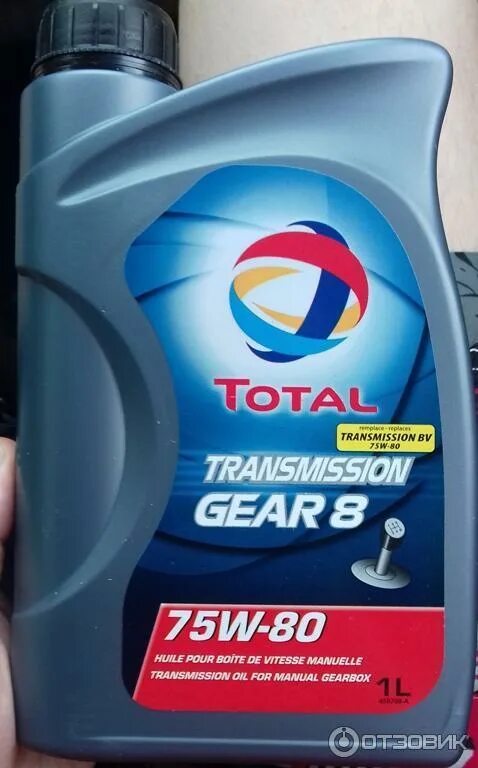 TOTAL
remplace - replaces
TRANSMISSION BV
75W-80
TRANSMISSION
GEAR 8
75W-80
HUILE POUR BOÎTE DE VITESSE MANUELLE
TRANSMISSION OIL FOR MANUAL GEARBOX
1L
ОТЗОВИК